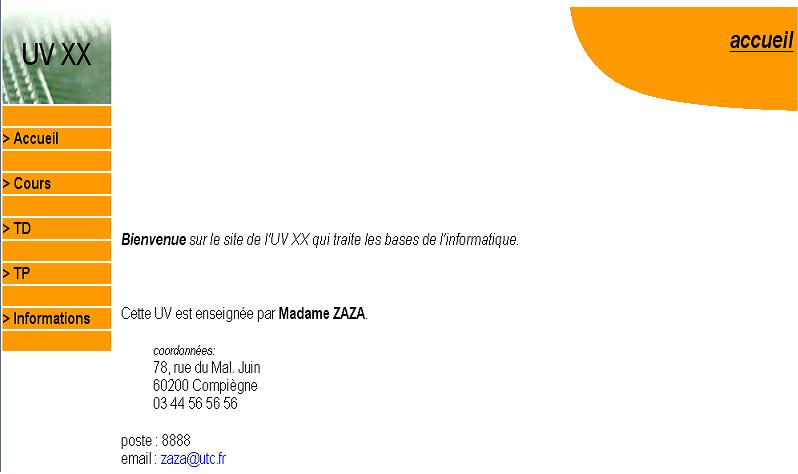 UV XX
accueil
> Accueil
> Cours
> TD
> TP
> Informations
Bienvenue sur le site de l'UV XX qui traite les bases de l'informatique.
Cette UV est enseignée par Madame ZAZA.
coordonnées:
78, rue du Mal. Juin
60200 Compiègne
03 44 56 56 56
poste : 8888
email : zaza@utc.fr